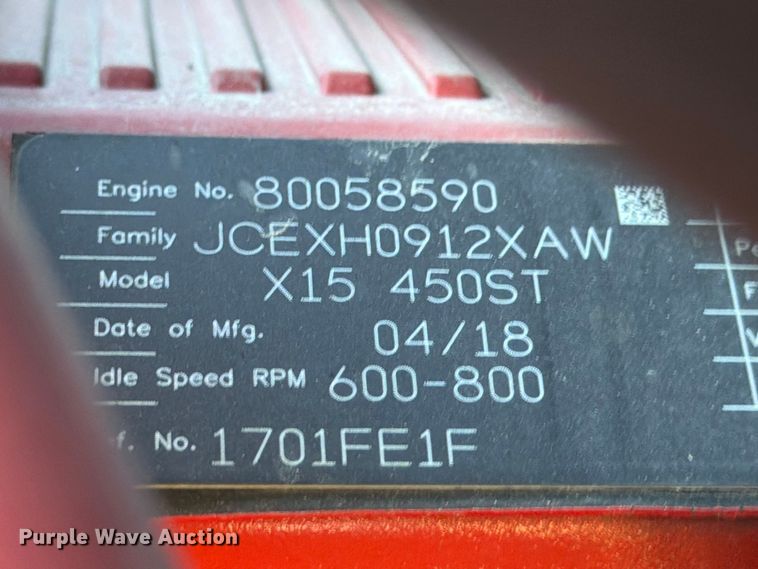 Engine No. 80058590
Family JCEXH0912XAW
Model X15 450ST
Date of Mfg. 04/18
Idle Speed RPM 600-800
No. 1701FE1F
Purple Wave Auction